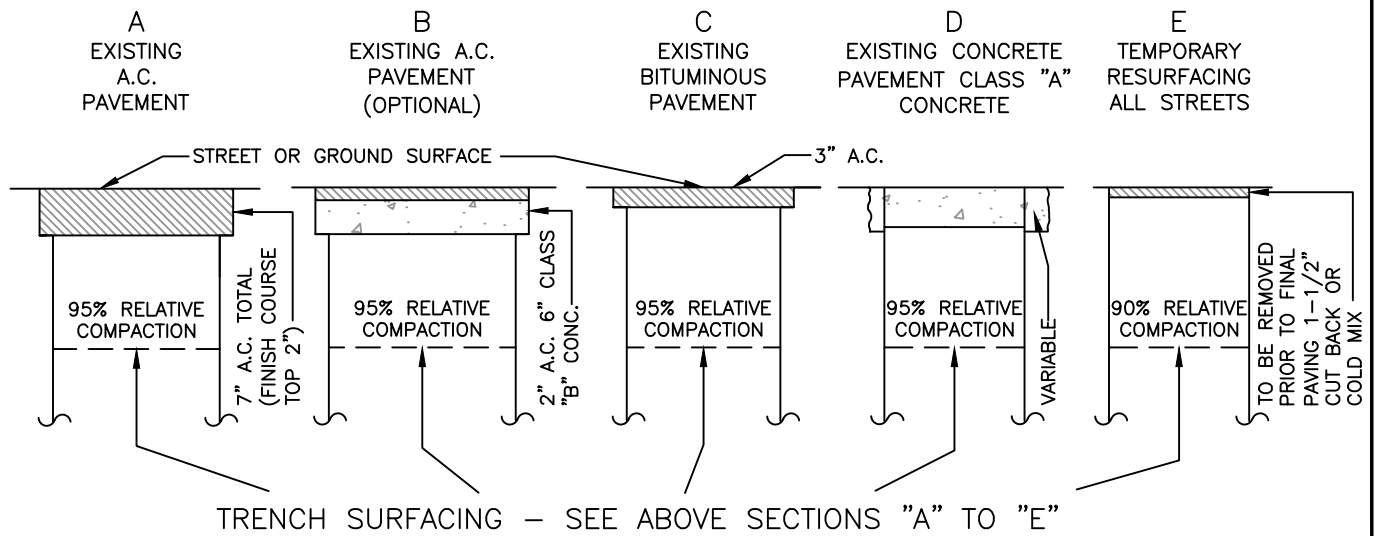 A
EXISTING
A.C.
PAVEMENT
B
EXISTING A.C.
PAVEMENT
(OPTIONAL)
C
EXISTING
BITUMINOUS
PAVEMENT
D
EXISTING CONCRETE
PAVEMENT CLASS "A"
CONCRETE
E
TEMPORARY
RESURFACING
ALL STREETS
STREET OR GROUND SURFACE
3" A.C.
95% RELATIVE
COMPACTION
7" A.C. TOTAL
(FINISH COURSE
TOP 2")
95% RELATIVE
COMPACTION
2" A.C. 6" CLASS
"B" CONC.
95% RELATIVE
COMPACTION
95% RELATIVE
COMPACTION
VARIABLE
90% RELATIVE
COMPACTION
TO BE REMOVED
PRIOR TO FINAL
PAVING 1-1/2"
CUT BACK OR
COLD MIX
TRENCH SURFACING - SEE ABOVE SECTIONS "A" TO "E"